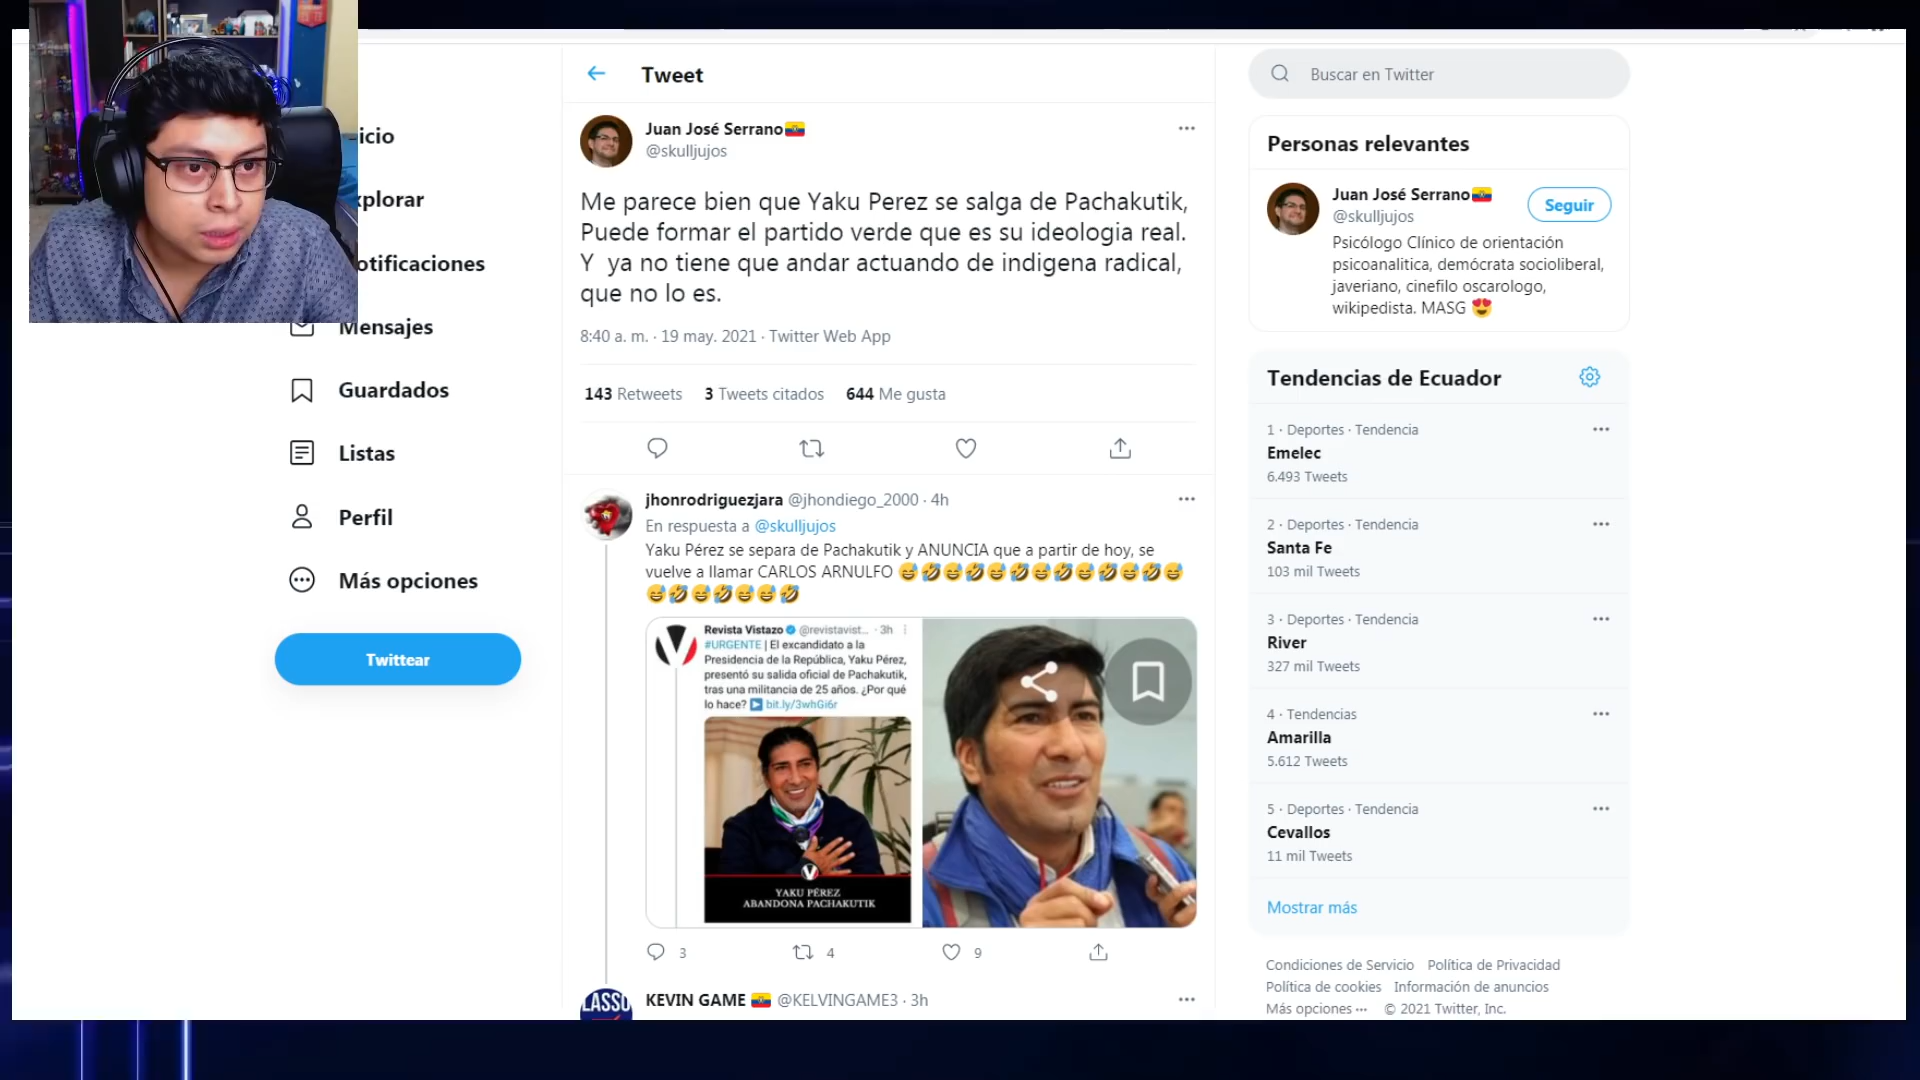 icio
xplorar
otificaciones
Mensajes
Guardados
Listas
Perfil
Más opciones
Twittear
Tweet
Juan José Serrano
@skulljujos
Me parece bien que Yaku Perez se salga de Pachakutik,
Puede formar el partido verde que es su ideologia real.
Y ya no tiene que andar actuando de indigena radical,
que no lo es.
8:40 a. m. · 19 may. 2021 · Twitter Web App
143 Retweets 3 Tweets citados 644 Me gusta
jhonrodriguezjara @jhondiego_2000 · 4h
En respuesta a @skulljujos
Yaku Pérez se separa de Pachakutik y ANUNCIA que a partir de hoy, se
vuelve a llamar CARLOS ARNULFO 😅🤣😅🤣😅🤣😅🤣😅🤣😅🤣😅
😅🤣😅🤣😅😅🤣
Revista Vistazo @revistavist... · 3h
#URGENTE | El excandidato a la
Presidencia de la República, Yaku Pérez,
presentó su salida oficial de Pachakutik,
tras una militancia de 25 años. ¿Por qué
lo hace? ▶ bit.ly/3whGi6r
YAKU PÉREZ
ABANDONA PACHAKUTIK
3 4 9
LASSO
KEVIN GAME @KELVINGAME3 · 3h
Buscar en Twitter
Personas relevantes
Juan José Serrano
@skulljujos
Seguir
Psicólogo Clínico de orientación
psicoanalitica, demócrata socioliberal,
javeriano, cinefilo oscarologo,
wikipedista. MASG 😍
Tendencias de Ecuador
1 · Deportes · Tendencia
Emelec
6.493 Tweets
2 · Deportes · Tendencia
Santa Fe
103 mil Tweets
3 · Deportes · Tendencia
River
327 mil Tweets
4 · Tendencias
Amarilla
5.612 Tweets
5 · Deportes · Tendencia
Cevallos
11 mil Tweets
Mostrar más
Condiciones de Servicio Política de Privacidad
Política de cookies Información de anuncios
Más opciones ··· © 2021 Twitter, Inc.